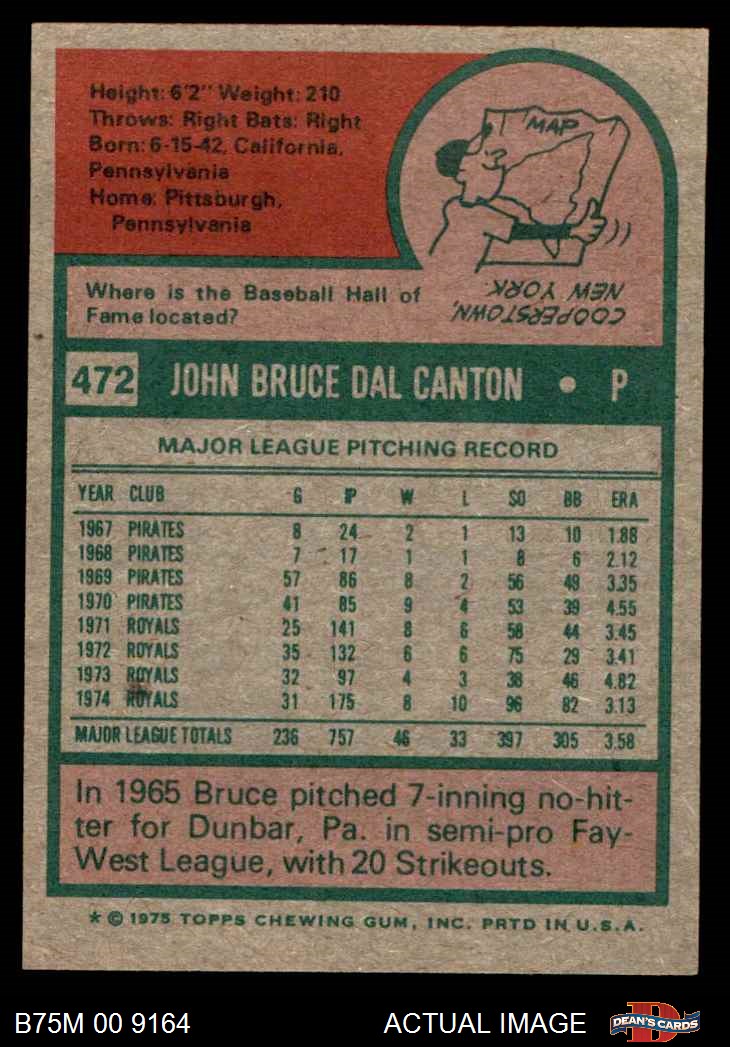 Height: 6'2" Weight: 210
Throws: Right Bats: Right
Born: 6-15-42, California,
Pennsylvania
Home: Pittsburgh,
Pennsylvania
MAP
Where is the Baseball Hall of
Fame located?
COOPERSTOWN,
NEW YORK.
472 JOHN BRUCE DAL CANTON • P
MAJOR LEAGUE PITCHING RECORD
YEAR CLUB G IP W L SO BB ERA
1967 PIRATES 8 24 2 1 13 10 1.88
1968 PIRATES 7 17 1 1 8 6 2.12
1969 PIRATES 57 86 8 2 56 49 3.35
1970 PIRATES 41 85 9 4 53 39 4.55
1971 ROYALS 25 141 8 6 58 44 3.45
1972 ROYALS 35 132 6 6 75 29 3.41
1973 ROYALS 32 97 4 3 38 46 4.82
1974 ROYALS 31 175 8 10 96 82 3.13
MAJOR LEAGUE TOTALS 236 757 46 33 397 305 3.58
In 1965 Bruce pitched 7-inning no-hit-
ter for Dunbar, Pa. in semi-pro Fay-
West League, with 20 Strikeouts.
* © 1975 TOPPS CHEWING GUM, INC. PRTD IN U.S.A.
B75M 00 9164 ACTUAL IMAGE
D
DEAN'S CARDS